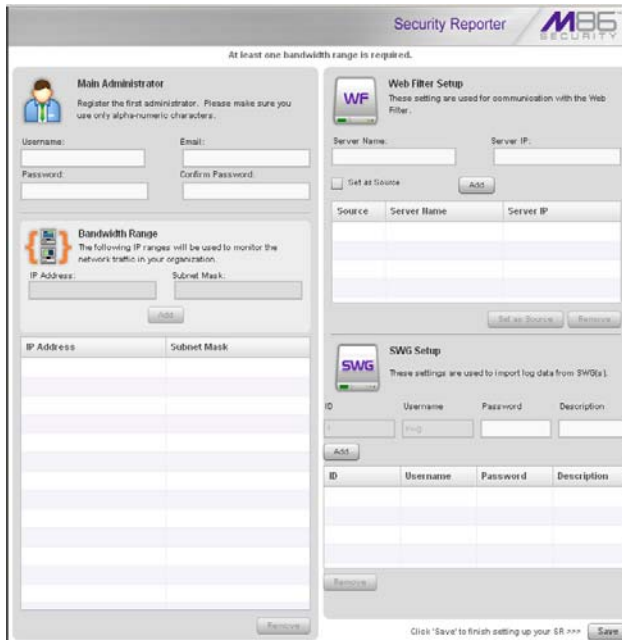 Security Reporter
M86
SECURITY
At least one bandwidth range is required.
Main Administrator
Register the first administrator. Please make sure you
use only alpha-numeric characters.
Username:
Email:
Password:
Confirm Password:
Bandwidth Range
The following IP ranges will be used to monitor the
network traffic in your organization.
IP Address:
Subnet Mask:
Add
IP Address
Subnet Mask
Remove
WF
Web Filter Setup
These setting are used for communication with the Web
Filter.
Server Name:
Server IP:
Set as Source
Add
Source
Server Name
Server IP
Set as Source
Remove
SWG
SWG Setup
These settings are used to import log data from SWG(s).
ID
Username
Password
Description
Add
ID
Username
Password
Description
Remove
Click 'Save' to finish setting up your SR >>>
Save